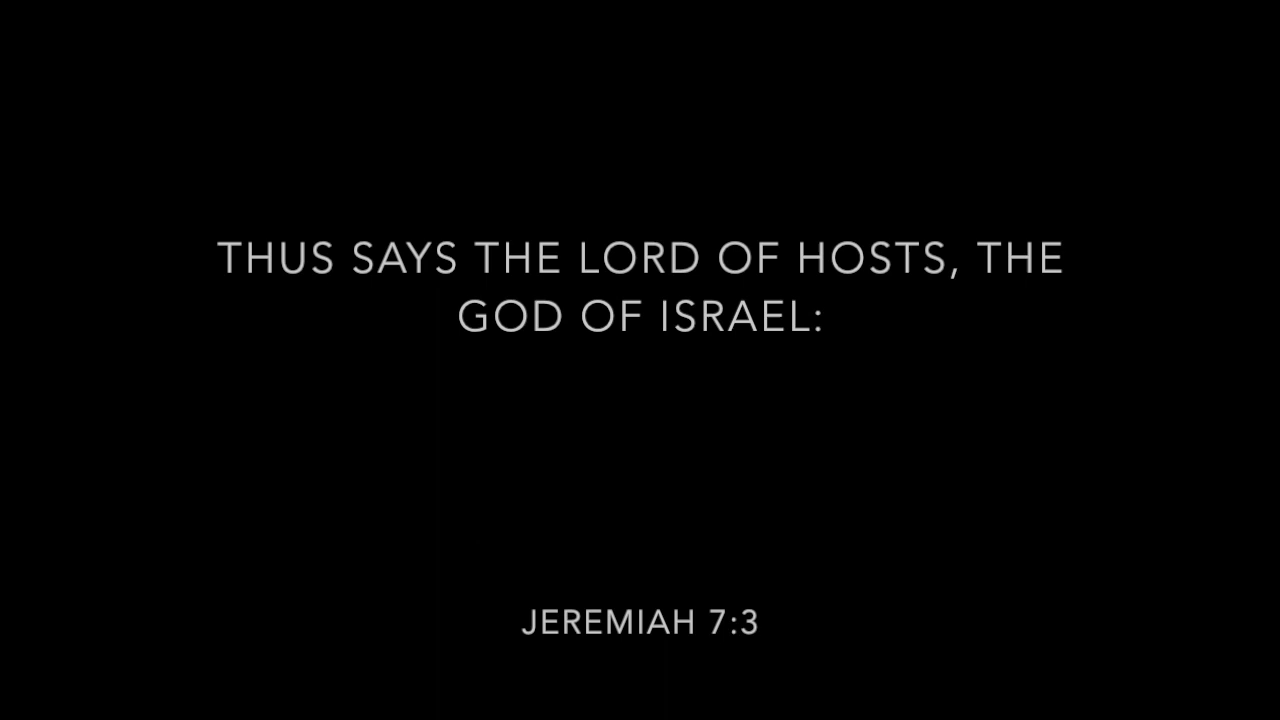 THUS SAYS THE LORD OF HOSTS, THE
GOD OF ISRAEL:
JEREMIAH 7:3